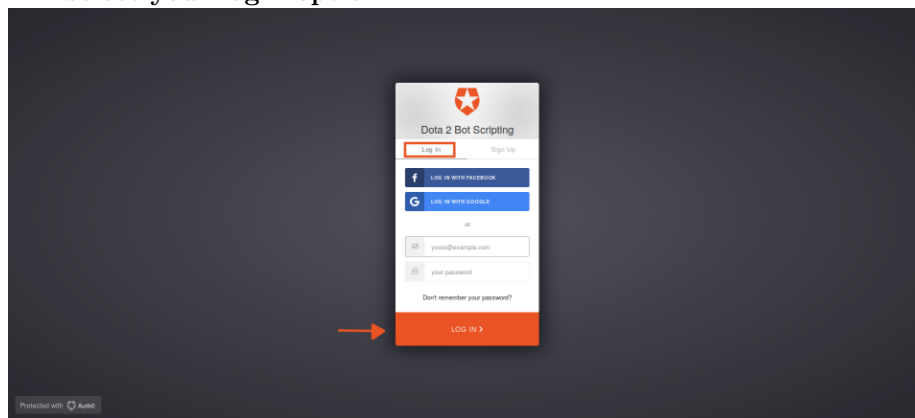 Dota 2 Bot Scripting
Log In Sign Up
f LOG IN WITH FACEBOOK
G LOG IN WITH GOOGLE
or
yours@example.com
your password
Don't remember your password?
LOG IN >
Protected with Auth0